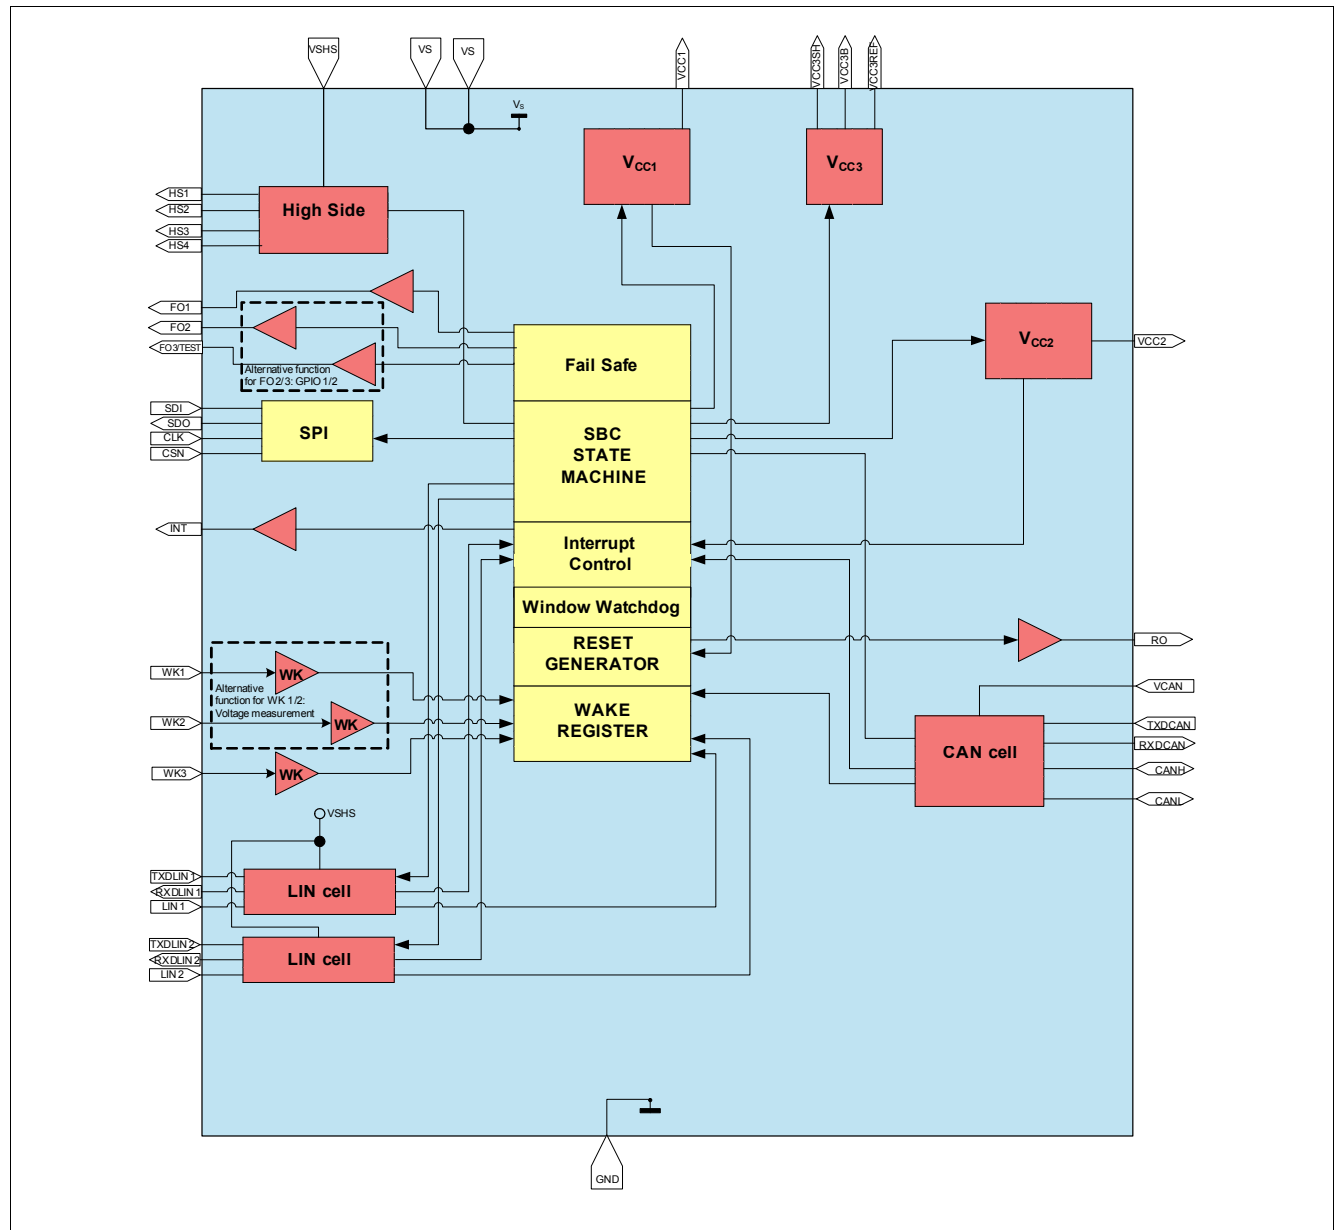 VSHS
VS
VS
VCC1
VCC3SH
VCC3B
VCC3REF
VS
VCC1
VCC3
High Side
HS1
HS2
HS3
HS4
FO1
FO2
FO3/TEST
Alternative function
for FO2/3: GPIO 1/2
Fail Safe
VCC2
VCC2
SDI
SDO
CLK
CSN
SPI
SBC
STATE
MACHINE
INT
Interrupt
Control
Window Watchdog
RESET
GENERATOR
RO
WK1
WK
Alternative
function for WK 1/2:
Voltage measurement
WK2
WK
WAKE
REGISTER
WK3
WK
VCAN
TXDCAN
RXDCAN
CANH
CANL
CAN cell
VSHS
TXDLIN1
RXDLIN1
LIN1
LIN cell
TXDLIN2
RXDLIN2
LIN2
LIN cell
GND